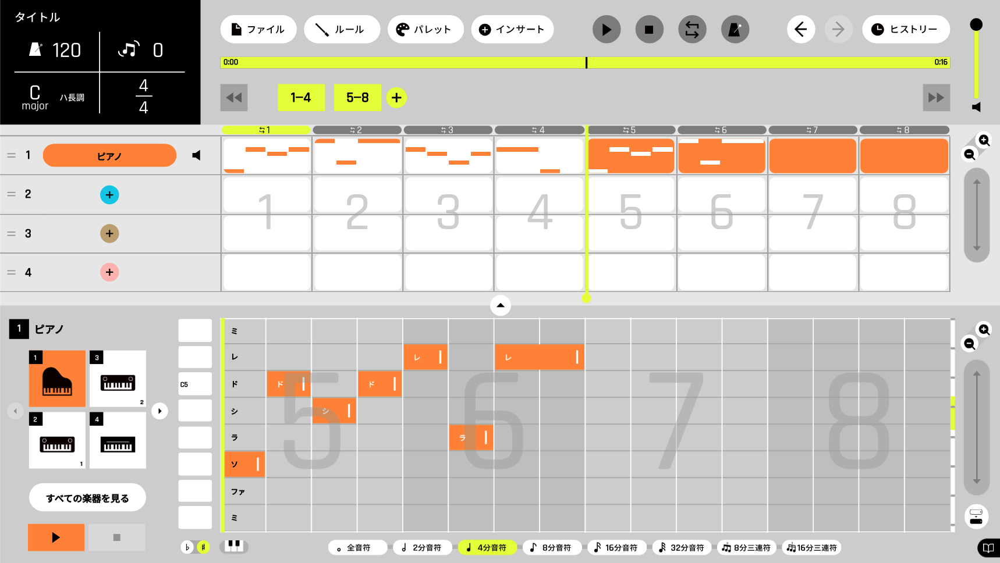 タイトル
120
0
C
major
ハ長調
4
4
ファイル
ルール
パレット
インサート
ヒストリー
0:00
0:16
1–4
5–8
+
1
2
3
4
5
6
7
8
1 ピアノ
2 +
3 +
4 +
1 2 3 4 5 6 7 8
1 ピアノ
1
3
2
2
4
1
すべての楽器を見る
C5
ミ
レ レ レ
ド ド ド
シ シ
ラ ラ
ソ
ファ
ミ
5 6 7 8
♭ ♯
全音符
2分音符
4分音符
8分音符
16分音符
32分音符
8分三連符
16分三連符